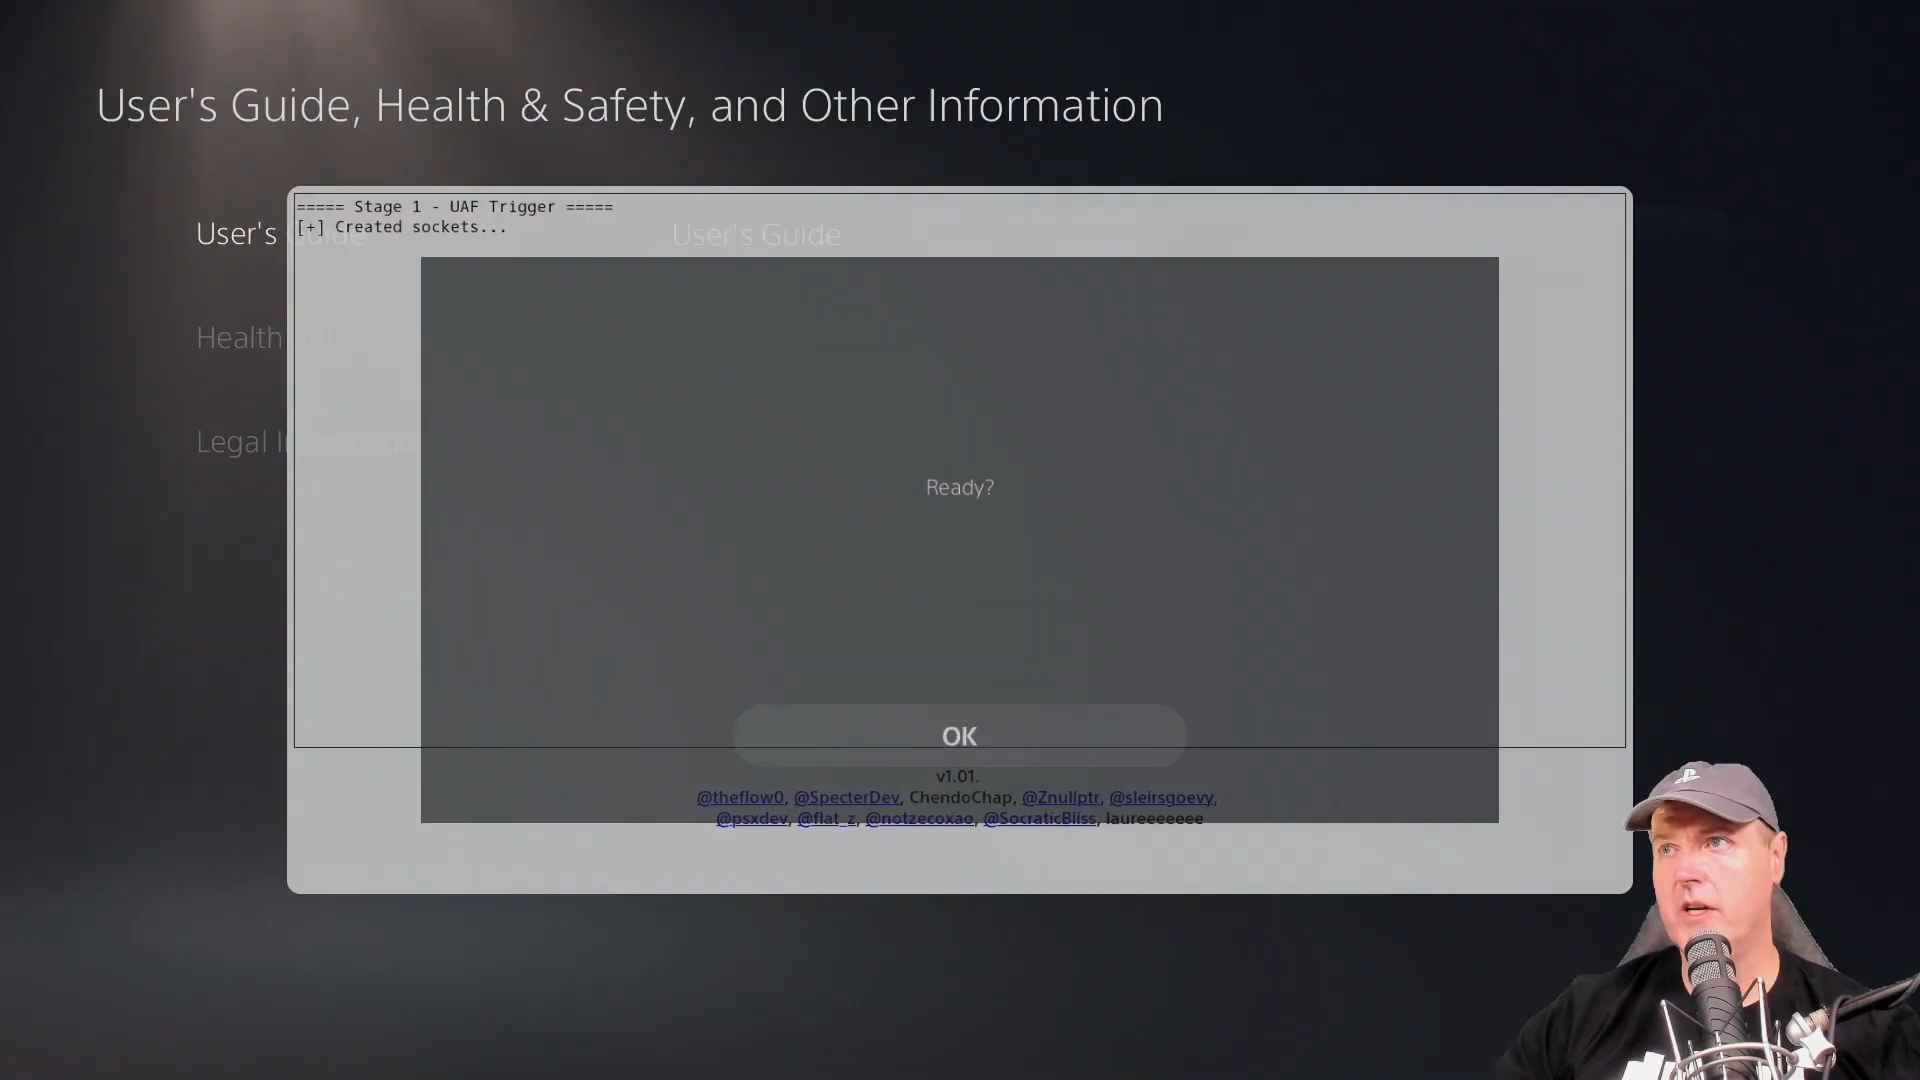 User's Guide, Health & Safety, and Other Information
===== Stage 1 - UAF Trigger =====
[+] Created sockets...
User's Guide
User's Guide
Health
Legal
Ready?
OK
v1.01.
@theflow0, @SpecterDev, ChendoChap, @Znullptr, @sleirsgoevy,
@psxdev, @flat_z, @notzecoxao, @SocraticBliss, laureeeeeee